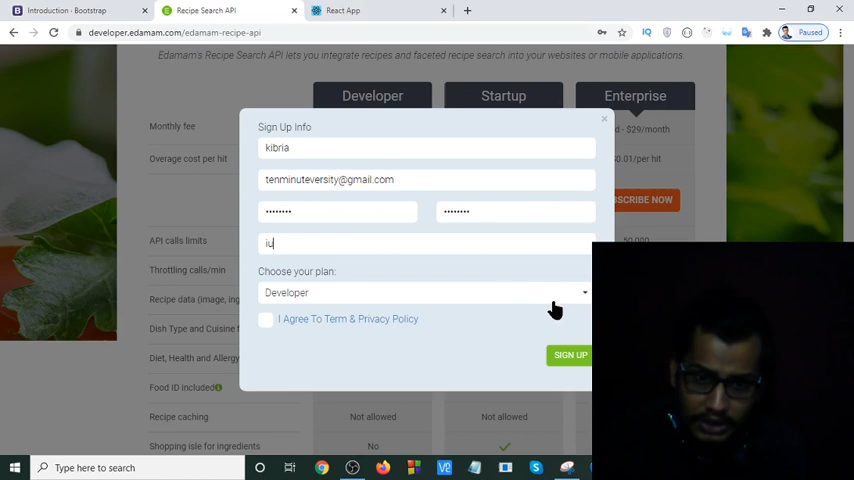 Introduction · Bootstrap
Recipe Search API
React App
developer.edamam.com/edamam-recipe-api
Paused
Edamam's Recipe Search API lets you integrate recipes and faceted recipe search into your websites or mobile applications.
Developer
Startup
Enterprise
Monthly fee
d - $29/month
Overage cost per hit
$0.01/per hit
SCRIBE NOW
API calls limits
50,000
Throttling calls/min
Recipe data (image, ing
Dish Type and Cuisine f
Diet, Health and Allergy
Food ID included
Recipe caching
Not allowed
Not allowed
Shopping isle for ingredients
No
Sign Up Info
×
kibria
tenminuteversity@gmail.com
••••••••
••••••••
iu
Choose your plan:
Developer
I Agree To Term & Privacy Policy
SIGN UP
Type here to search